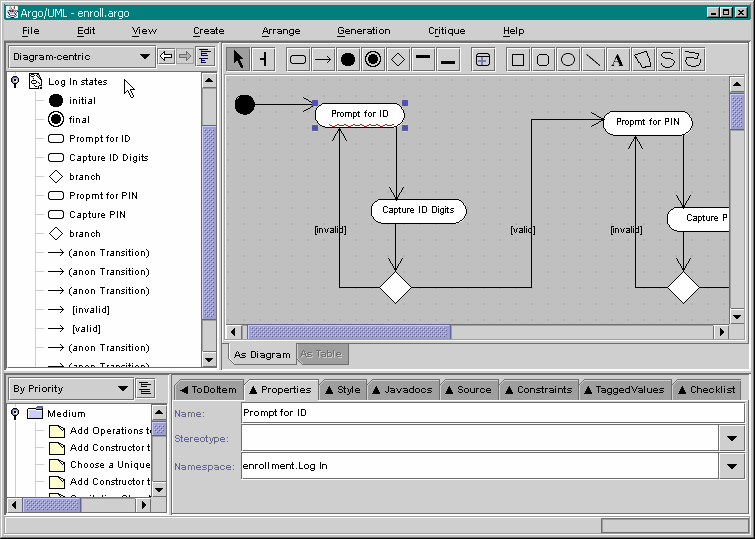 Argo/UML - enroll.argo
File Edit View Create Arrange Generation Critique Help
Diagram-centric
A
Log In states
initial
final
Prompt for ID
Capture ID Digits
branch
Propmt for PIN
Capture PIN
branch
(anon Transition)
(anon Transition)
(anon Transition)
[invalid]
[valid]
(anon Transition)
(anon Transition)
Prompt for ID
Propmt for PIN
Capture ID Digits
Capture P
[invalid]
[valid]
[invalid]
As Diagram
As Table
By Priority
Medium
Add Operations t
Add Constructor t
Choose a Unique
Add Constructor t
ToDoItem Properties Style Javadocs Source Constraints TaggedValues Checklist
Name: Prompt for ID
Stereotype:
Namespace: enrollment.Log In